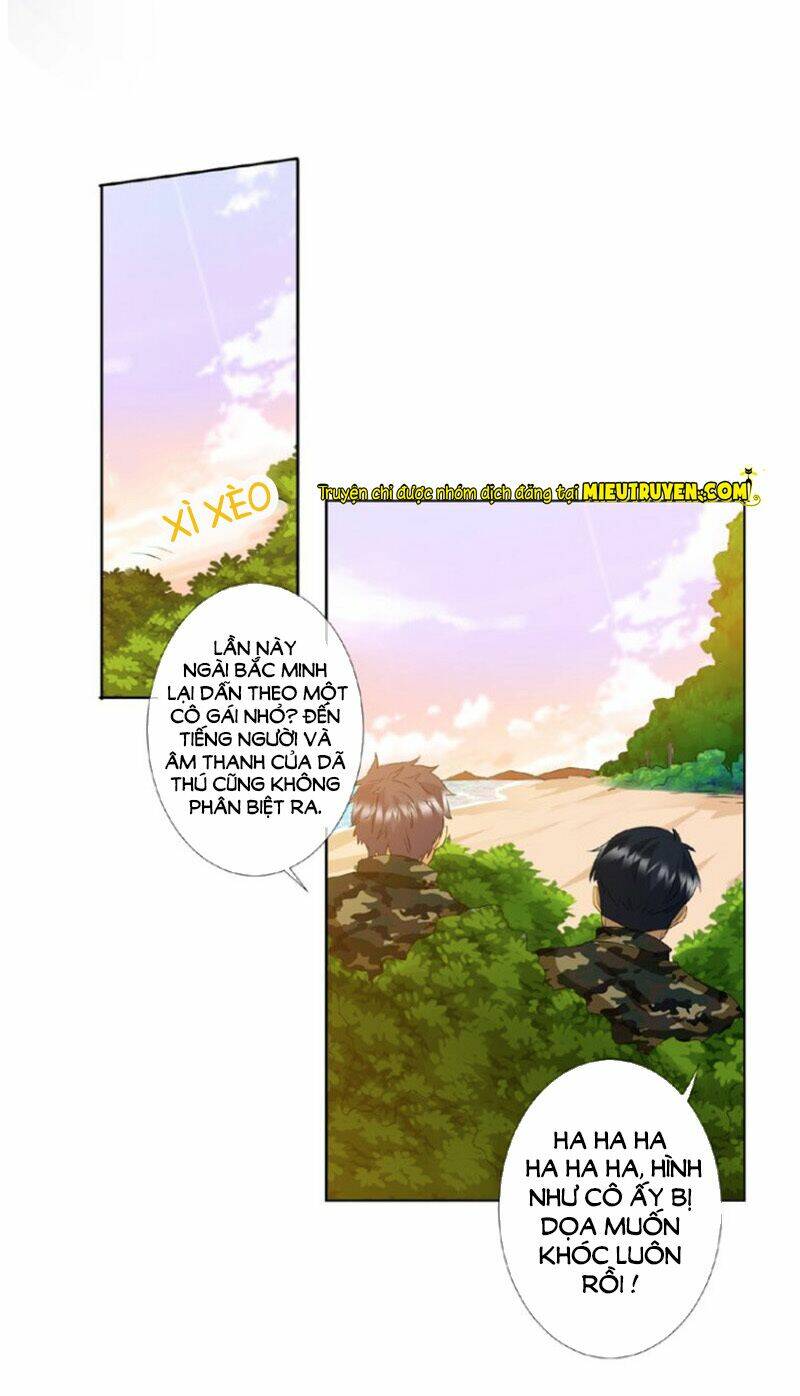 Truyện chỉ được nhóm dịch đăng tại MIEUTRUYEN.COM
XÌ XÈO
LẦN NÀY
NGÀI BẮC MINH
LẠI DẪN THEO MỘT
CÔ GÁI NHỎ? ĐẾN
TIẾNG NGƯỜI VÀ
ÂM THANH CỦA DÃ
THÚ CŨNG KHÔNG
PHÂN BIỆT RA.
HA HA HA
HA HA HA, HÌNH
NHƯ CÔ ẤY BỊ
DỌA MUỐN
KHÓC LUÔN
RỒI !